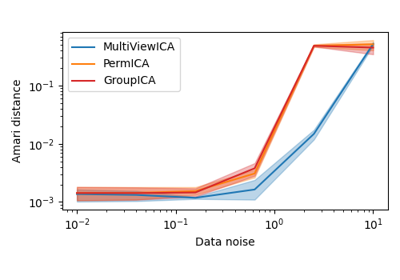 MultiViewICA
PermICA
GroupICA
Amari distance
10⁻¹
10⁻²
10⁻³
10⁻² 10⁻¹ 10⁰ 10¹
Data noise